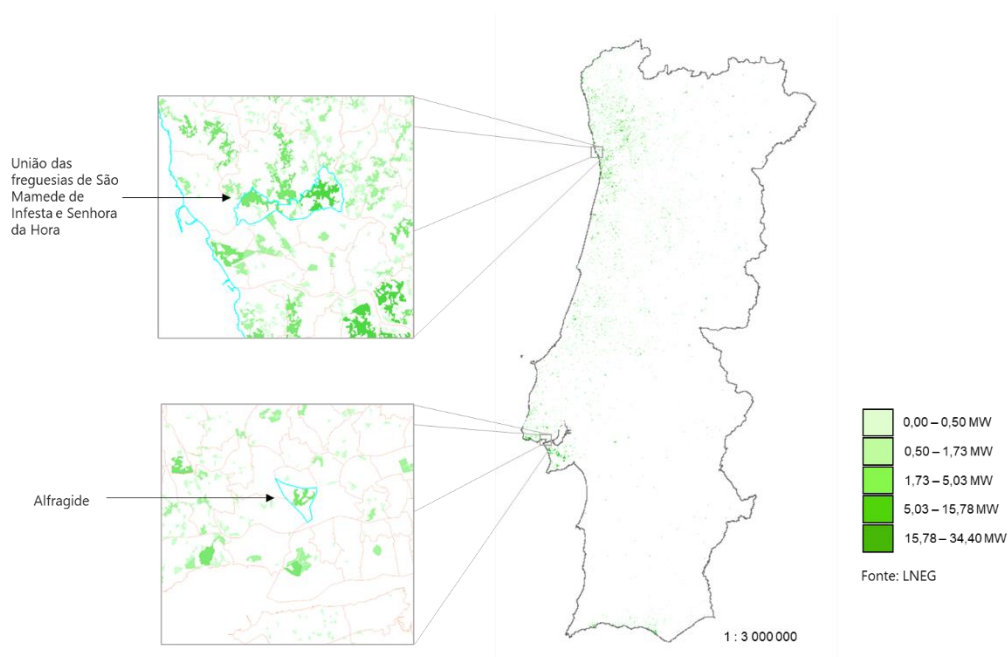 União das
freguesias de São
Mamede de
Infesta e Senhora
da Hora
Alfragide
0,00 – 0,50 MW
0,50 – 1,73 MW
1,73 – 5,03 MW
5,03 – 15,78 MW
15,78 – 34,40 MW
Fonte: LNEG
1 : 3 000 000